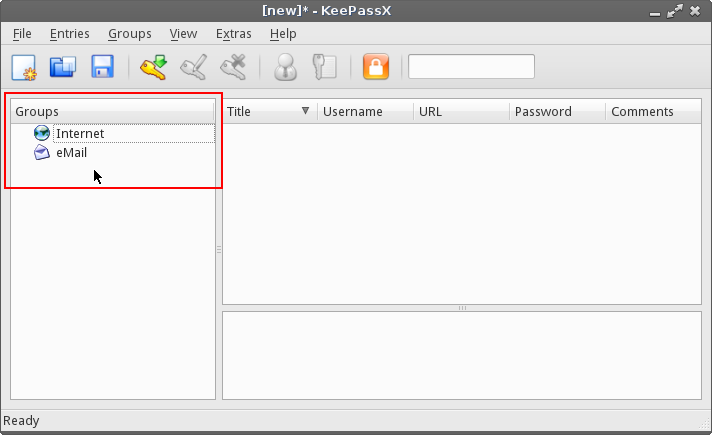 [new]* - KeePassX
File Entries Groups View Extras Help
Groups
Internet
eMail
Title Username URL Password Comments
Ready